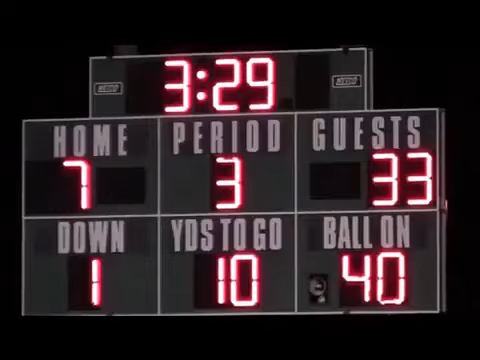 3:29
HOME PERIOD GUESTS
7 3 33
DOWN YDS TO GO BALL ON
1 10 40